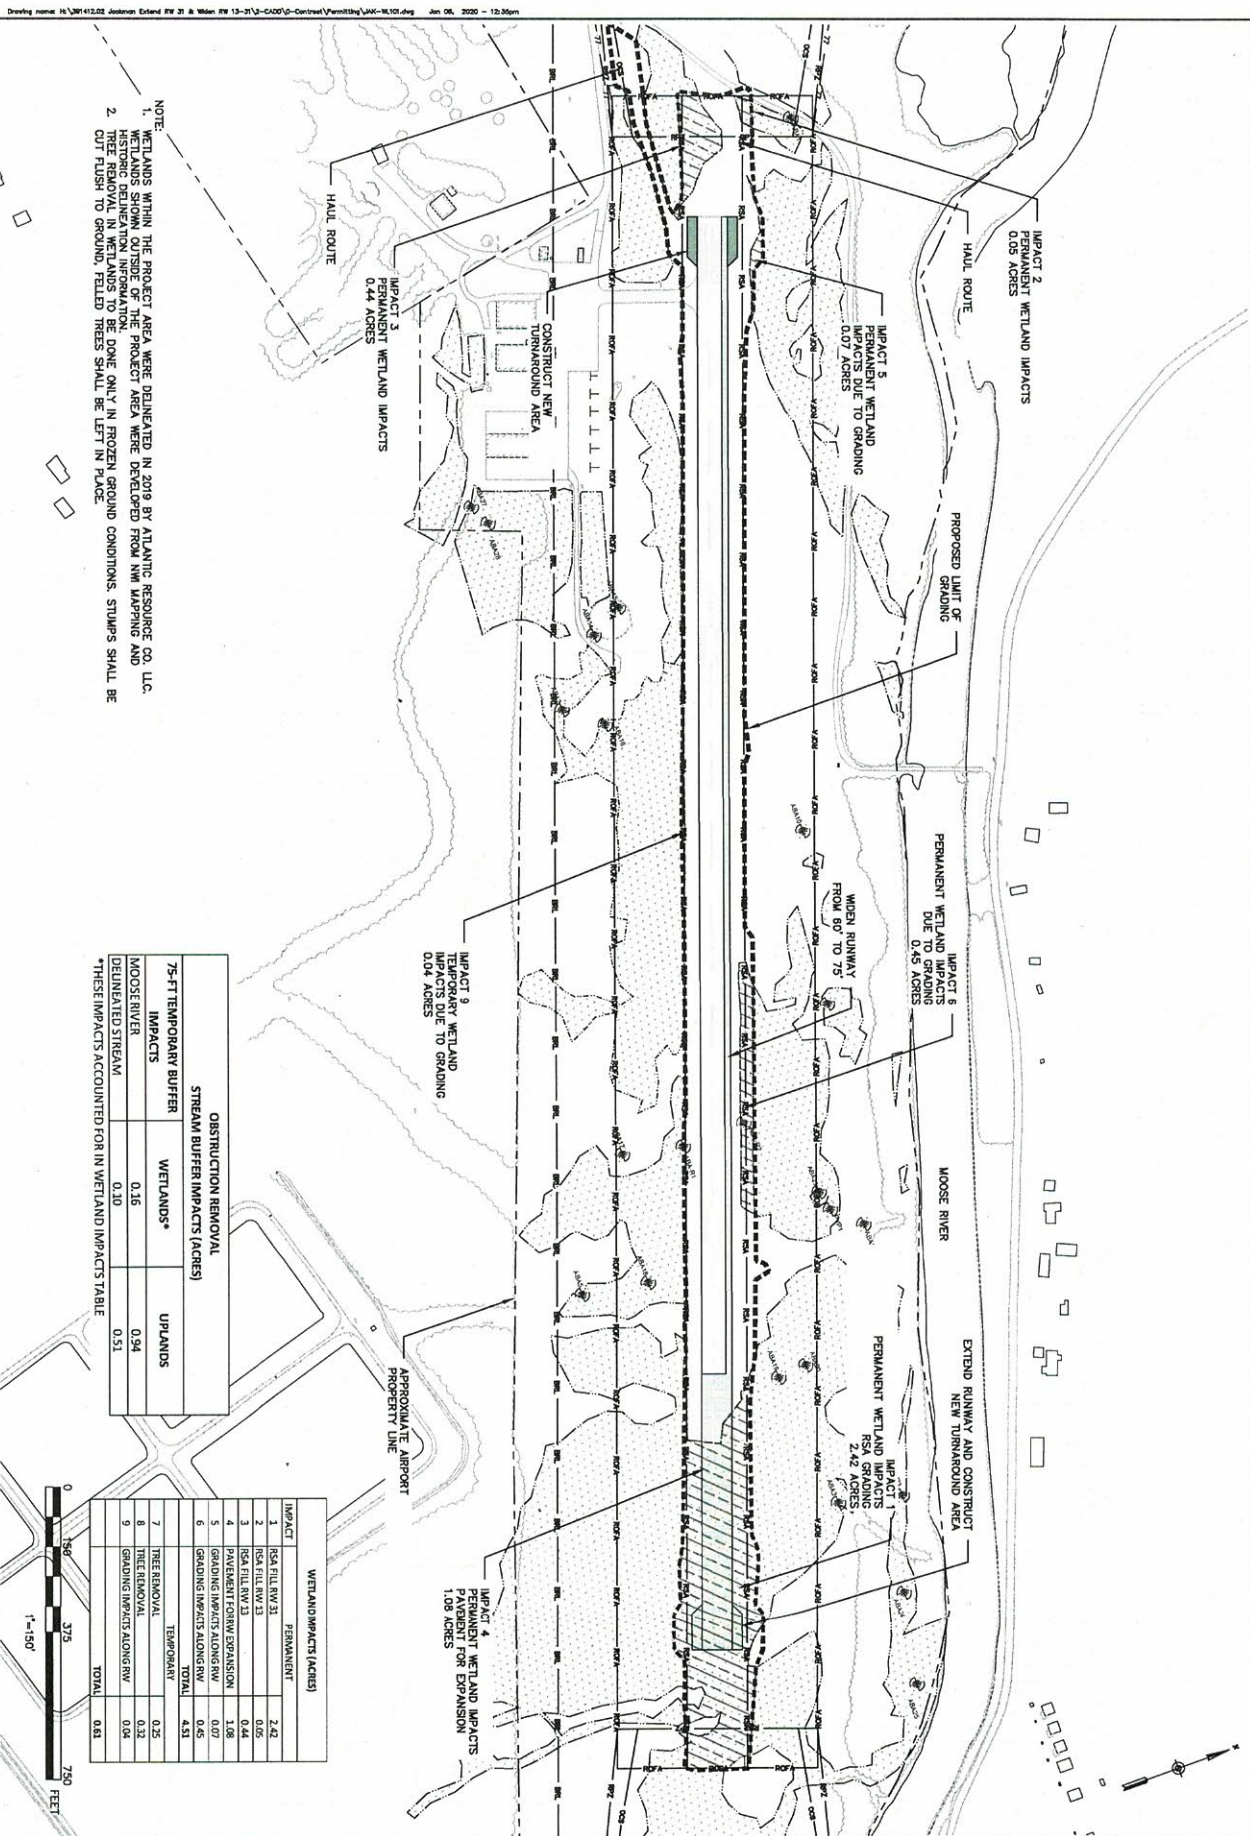 Drawing name: H:\391412.02 Jackman Extend RW 31 & Widen RW 13-31\2-CADD\D-Contract\Permitting\JAK-WL101.dwg Jan 08, 2020 - 12:35pm
NOTE:
1. WETLANDS WITHIN THE PROJECT AREA WERE DELINEATED IN 2019 BY ATLANTIC RESOURCE CO. LLC.
WETLANDS SHOWN OUTSIDE OF THE PROJECT AREA WERE DEVELOPED FROM NWI MAPPING AND
HISTORIC DELINEATION INFORMATION.
2. TREE REMOVAL IN WETLANDS TO BE DONE ONLY IN FROZEN GROUND CONDITIONS. STUMPS SHALL BE
CUT FLUSH TO GROUND, FELLED TREES SHALL BE LEFT IN PLACE.
HAUL ROUTE
IMPACT 3
PERMANENT WETLAND IMPACTS
0.44 ACRES
CONSTRUCT NEW
TURNAROUND AREA
IMPACT 2
PERMANENT WETLAND IMPACTS
0.05 ACRES
HAUL ROUTE
IMPACT 5
PERMANENT WETLAND
IMPACTS DUE TO GRADING
0.07 ACRES
PROPOSED LIMIT OF
GRADING
IMPACT 6
PERMANENT WETLAND IMPACTS
DUE TO GRADING
0.45 ACRES
WIDEN RUNWAY
FROM 60' TO 75'
MOOSE RIVER
EXTEND RUNWAY AND CONSTRUCT
NEW TURNAROUND AREA
IMPACT 1
PERMANENT WETLAND IMPACTS
RSA GRADING
2.42 ACRES
IMPACT 9
TEMPORARY WETLAND
IMPACTS DUE TO GRADING
0.04 ACRES
APPROXIMATE AIRPORT
PROPERTY LINE
IMPACT 4
PERMANENT WETLAND IMPACTS
PAVEMENT FOR EXPANSION
1.08 ACRES
OBSTRUCTION REMOVAL
STREAM BUFFER IMPACTS (ACRES)
75-FT TEMPORARY BUFFER IMPACTS WETLANDS* UPLANDS
MOOSE RIVER 0.16 0.94
DELINEATED STREAM 0.10 0.51
*THESE IMPACTS ACCOUNTED FOR IN WETLAND IMPACTS TABLE
WETLAND IMPACTS (ACRES)
IMPACT PERMANENT
1 RSA FILL RW 31 2.42
2 RSA FILL RW 13 0.05
3 RSA FILL RW 13 0.44
4 PAVEMENT FOR RW EXPANSION 1.08
5 GRADING IMPACTS ALONG RW 0.07
6 GRADING IMPACTS ALONG RW 0.45
TOTAL 4.51
TEMPORARY
7 TREE REMOVAL 0.25
8 TREE REMOVAL 0.32
9 GRADING IMPACTS ALONG RW 0.04
TOTAL 0.61
0 150 375 750
FEET
1"=150'
BRL
ROFA
RSA
RPZ
OCS
77